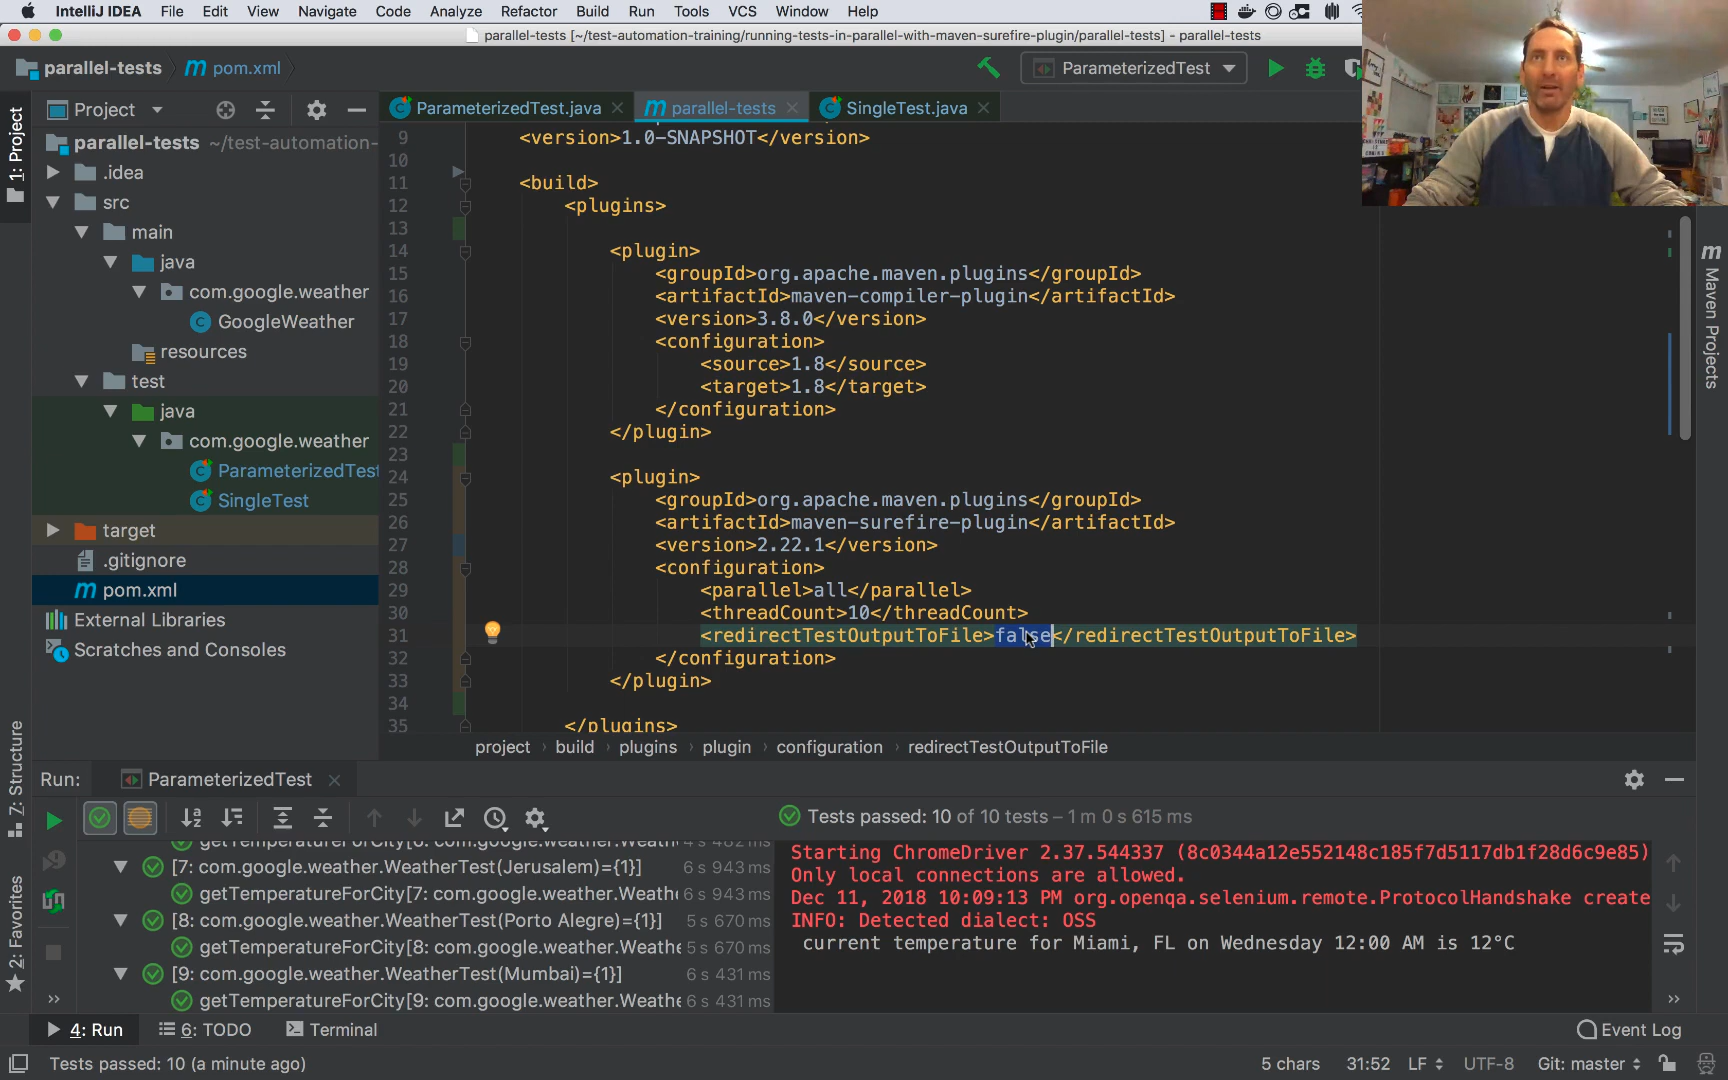 IntelliJ IDEA File Edit View Navigate Code Analyze Refactor Build Run Tools VCS Window Help
parallel-tests [~/test-automation-training/running-tests-in-parallel-with-maven-surefire-plugin/parallel-tests] - parallel-tests
parallel-tests pom.xml ParameterizedTest
Project ParameterizedTest.java parallel-tests SingleTest.java
1: Project
parallel-tests ~/test-automation-
.idea
src
main
java
com.google.weather
GoogleWeather
resources
test
java
com.google.weather
ParameterizedTest
SingleTest
target
.gitignore
pom.xml
External Libraries
Scratches and Consoles
9 <version>1.0-SNAPSHOT</version>
10
11 <build>
12 <plugins>
13
14 <plugin>
15 <groupId>org.apache.maven.plugins</groupId>
16 <artifactId>maven-compiler-plugin</artifactId>
17 <version>3.8.0</version>
18 <configuration>
19 <source>1.8</source>
20 <target>1.8</target>
21 </configuration>
22 </plugin>
23
24 <plugin>
25 <groupId>org.apache.maven.plugins</groupId>
26 <artifactId>maven-surefire-plugin</artifactId>
27 <version>2.22.1</version>
28 <configuration>
29 <parallel>all</parallel>
30 <threadCount>10</threadCount>
31 <redirectTestOutputToFile>false</redirectTestOutputToFile>
32 </configuration>
33 </plugin>
34
35 </plugins>
Maven Projects
project › build › plugins › plugin › configuration › redirectTestOutputToFile
7: Structure
2: Favorites
Run: ParameterizedTest
Tests passed: 10 of 10 tests – 1 m 0 s 615 ms
getTemperatureForCity[6: com.google.weather.Weath 4 s 482 ms
[7: com.google.weather.WeatherTest(Jerusalem)={1}] 6 s 943 ms
getTemperatureForCity[7: com.google.weather.Weath 6 s 943 ms
[8: com.google.weather.WeatherTest(Porto Alegre)={1}] 5 s 670 ms
getTemperatureForCity[8: com.google.weather.Weath 5 s 670 ms
[9: com.google.weather.WeatherTest(Mumbai)={1}] 6 s 431 ms
getTemperatureForCity[9: com.google.weather.Weath 6 s 431 ms
Starting ChromeDriver 2.37.544337 (8c0344a12e552148c185f7d5117db1f28d6c9e85)
Only local connections are allowed.
Dec 11, 2018 10:09:13 PM org.openqa.selenium.remote.ProtocolHandshake create
INFO: Detected dialect: OSS
current temperature for Miami, FL on Wednesday 12:00 AM is 12°C
4: Run 6: TODO Terminal Event Log
Tests passed: 10 (a minute ago) 5 chars 31:52 LF UTF-8 Git: master